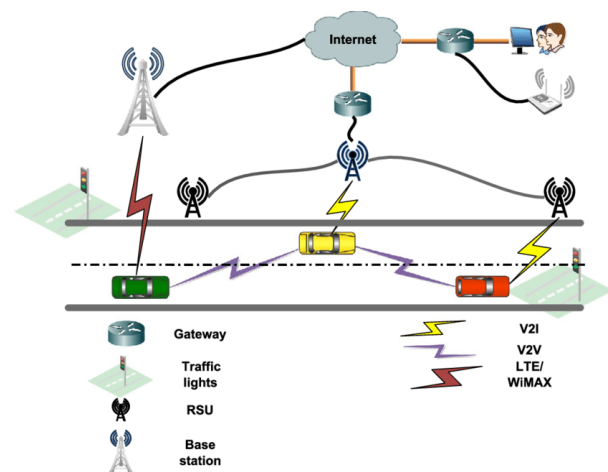 Internet
Gateway
Traffic
lights
RSU
Base
station
V2I
V2V
LTE/
WiMAX